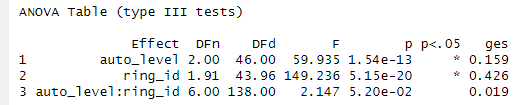 ANOVA Table (type III tests)
Effect DFn DFd F p p<.05 ges
1 auto_level 2.00 46.00 59.935 1.54e-13 * 0.159
2 ring_id 1.91 43.96 149.236 5.15e-20 * 0.426
3 auto_level:ring_id 6.00 138.00 2.147 5.20e-02 0.019